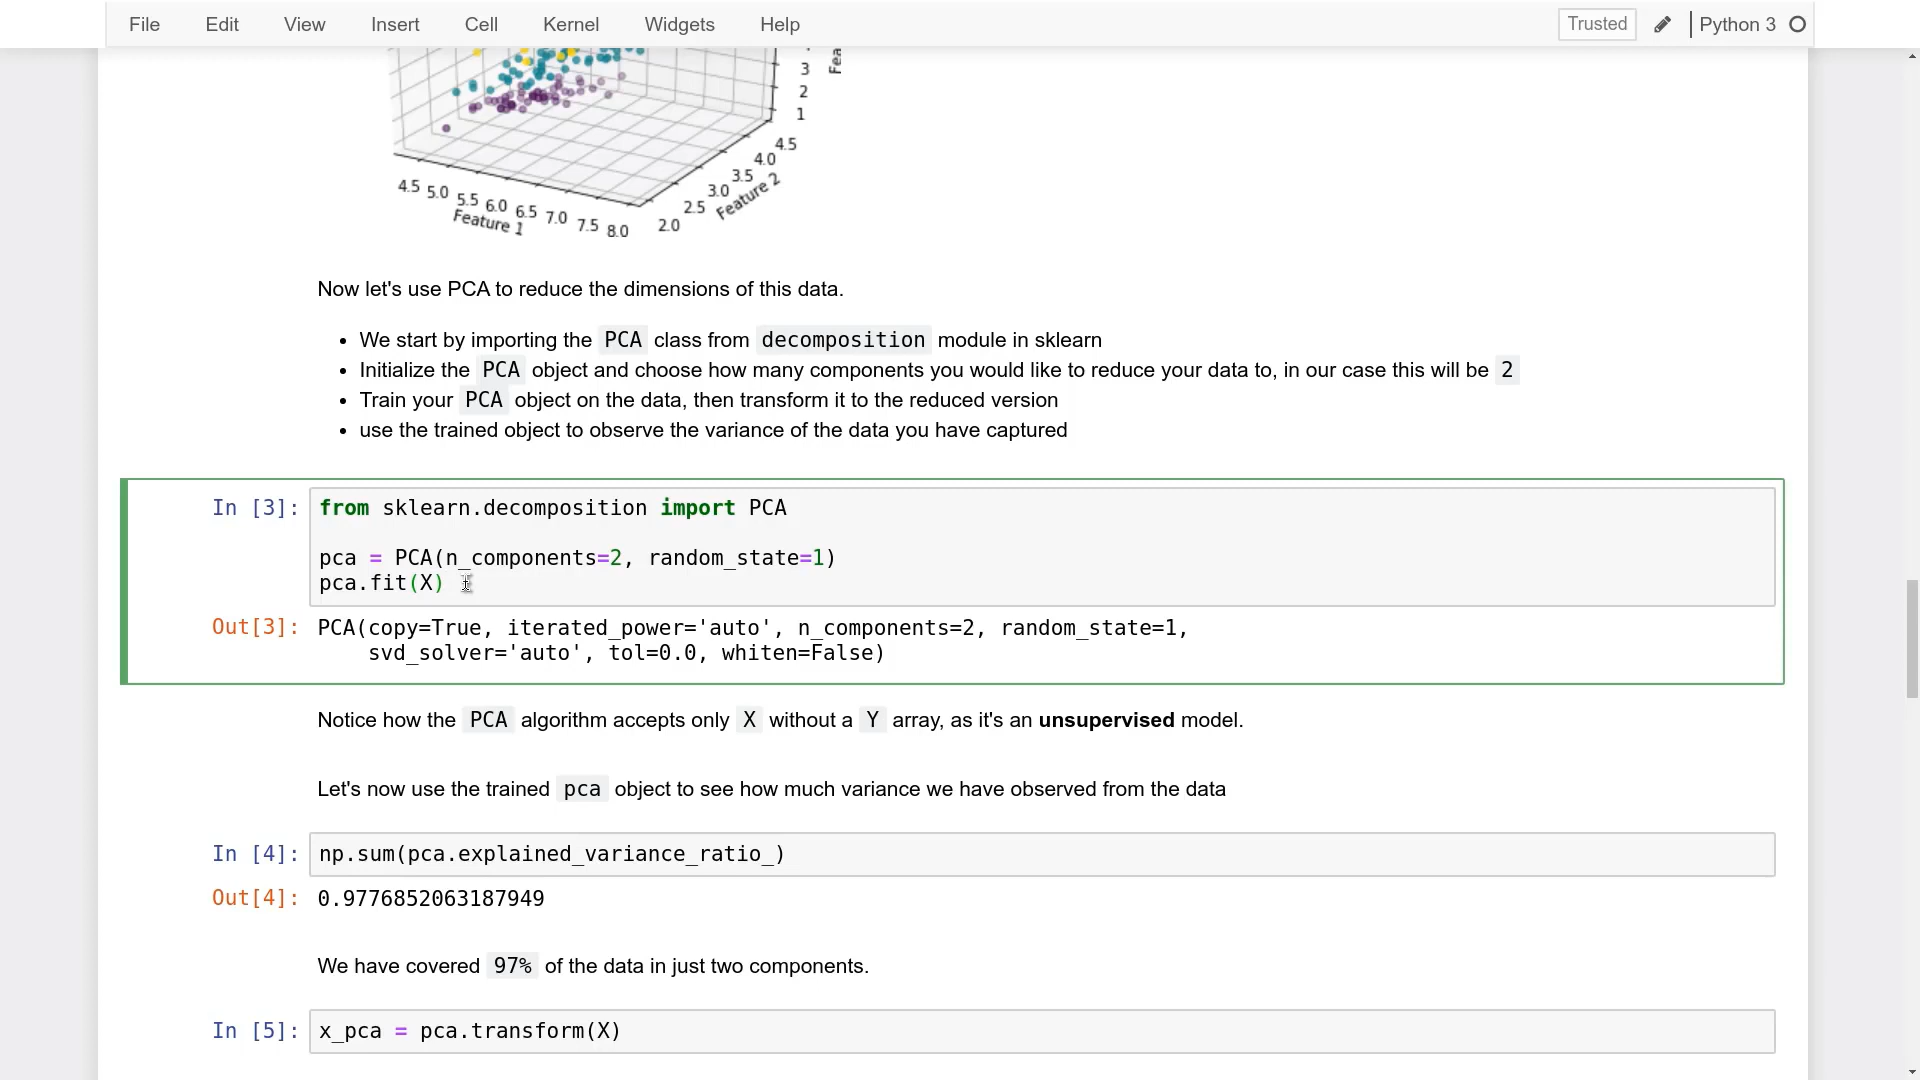 File Edit View Insert Cell Kernel Widgets Help Trusted Python 3
3
2
1
4.5
4.0
3.5
3.0
2.5
2.0
Feature 2
4.5 5.0 5.5 6.0 6.5 7.0 7.5 8.0
Feature 1
Now let's use PCA to reduce the dimensions of this data.
• We start by importing the PCA class from decomposition module in sklearn
• Initialize the PCA object and choose how many components you would like to reduce your data to, in our case this will be 2
• Train your PCA object on the data, then transform it to the reduced version
• use the trained object to observe the variance of the data you have captured
In [3]: from sklearn.decomposition import PCA
pca = PCA(n_components=2, random_state=1)
pca.fit(X)
Out[3]: PCA(copy=True, iterated_power='auto', n_components=2, random_state=1,
svd_solver='auto', tol=0.0, whiten=False)
Notice how the PCA algorithm accepts only X without a Y array, as it's an unsupervised model.
Let's now use the trained pca object to see how much variance we have observed from the data
In [4]: np.sum(pca.explained_variance_ratio_)
Out[4]: 0.9776852063187949
We have covered 97% of the data in just two components.
In [5]: x_pca = pca.transform(X)